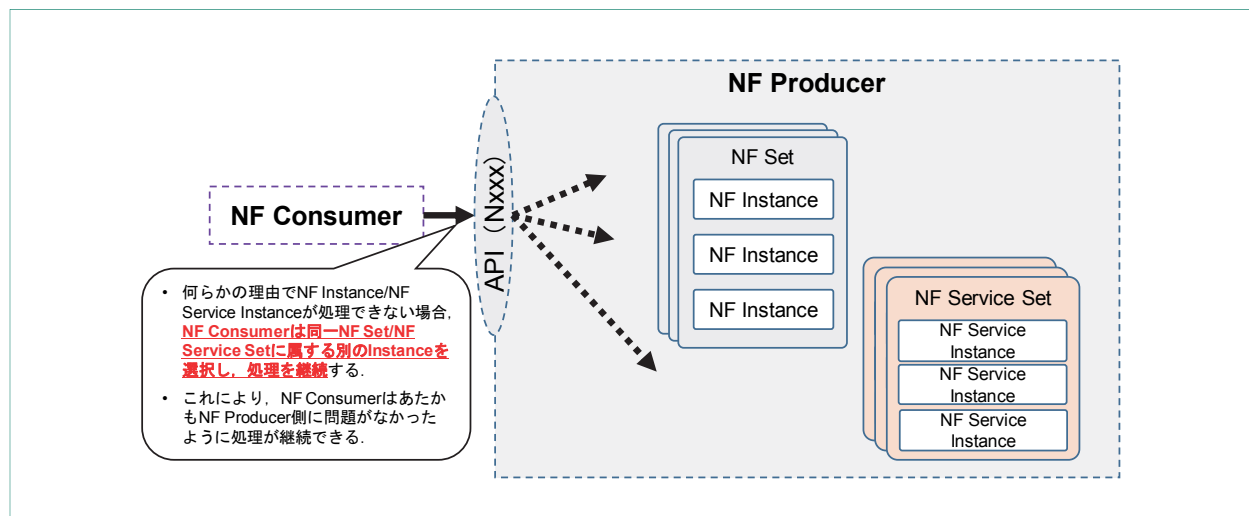 NF Producer
NF Set
NF Instance
NF Instance
NF Instance
NF Consumer
API（Nxxx）
• 何らかの理由でNF Instance/NF
Service Instanceが処理できない場合，
NF Consumerは同一NF Set/NF
Service Setに属する別のInstanceを
選択し，処理を継続する．
• これにより，NF Consumerはあたか
もNF Producer側に問題がなかった
ように処理が継続できる．
NF Service Set
NF Service
Instance
NF Service
Instance
NF Service
Instance